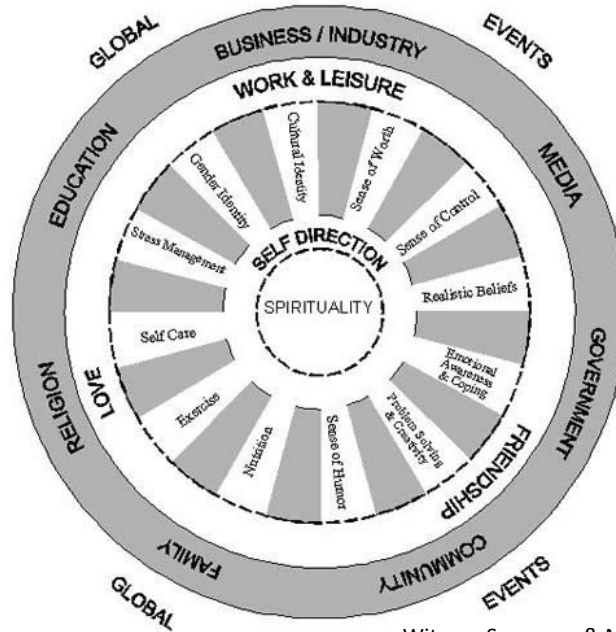 GLOBAL
EVENTS
BUSINESS / INDUSTRY
EDUCATION
MEDIA
WORK & LEISURE
Cultural Identity
Sense of Worth
Gender Identity
Sense of Control
Stress Management
SELF DIRECTION
Realistic Beliefs
SPIRITUALITY
Self Care
Emotional
Awareness
& Coping
GOVERNMENT
RELIGION
LOVE
Exercise
Problem Solving
& Creativity
Nutrition
Sense of Humor
FRIENDSHIP
FAMILY
COMMUNITY
GLOBAL
EVENTS